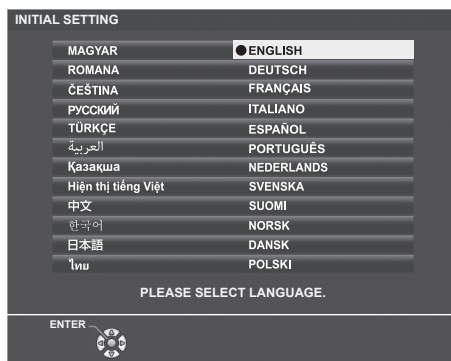 INITIAL SETTING
MAGYAR ENGLISH
ROMANA DEUTSCH
ČEŠTINA FRANÇAIS
РУССКИЙ ITALIANO
TÜRKÇE ESPAÑOL
العربية PORTUGUÊS
Қазақша NEDERLANDS
Hiện thị tiếng Việt SVENSKA
中文 SUOMI
한국어 NORSK
日本語 DANSK
ไทย POLSKI
PLEASE SELECT LANGUAGE.
ENTER